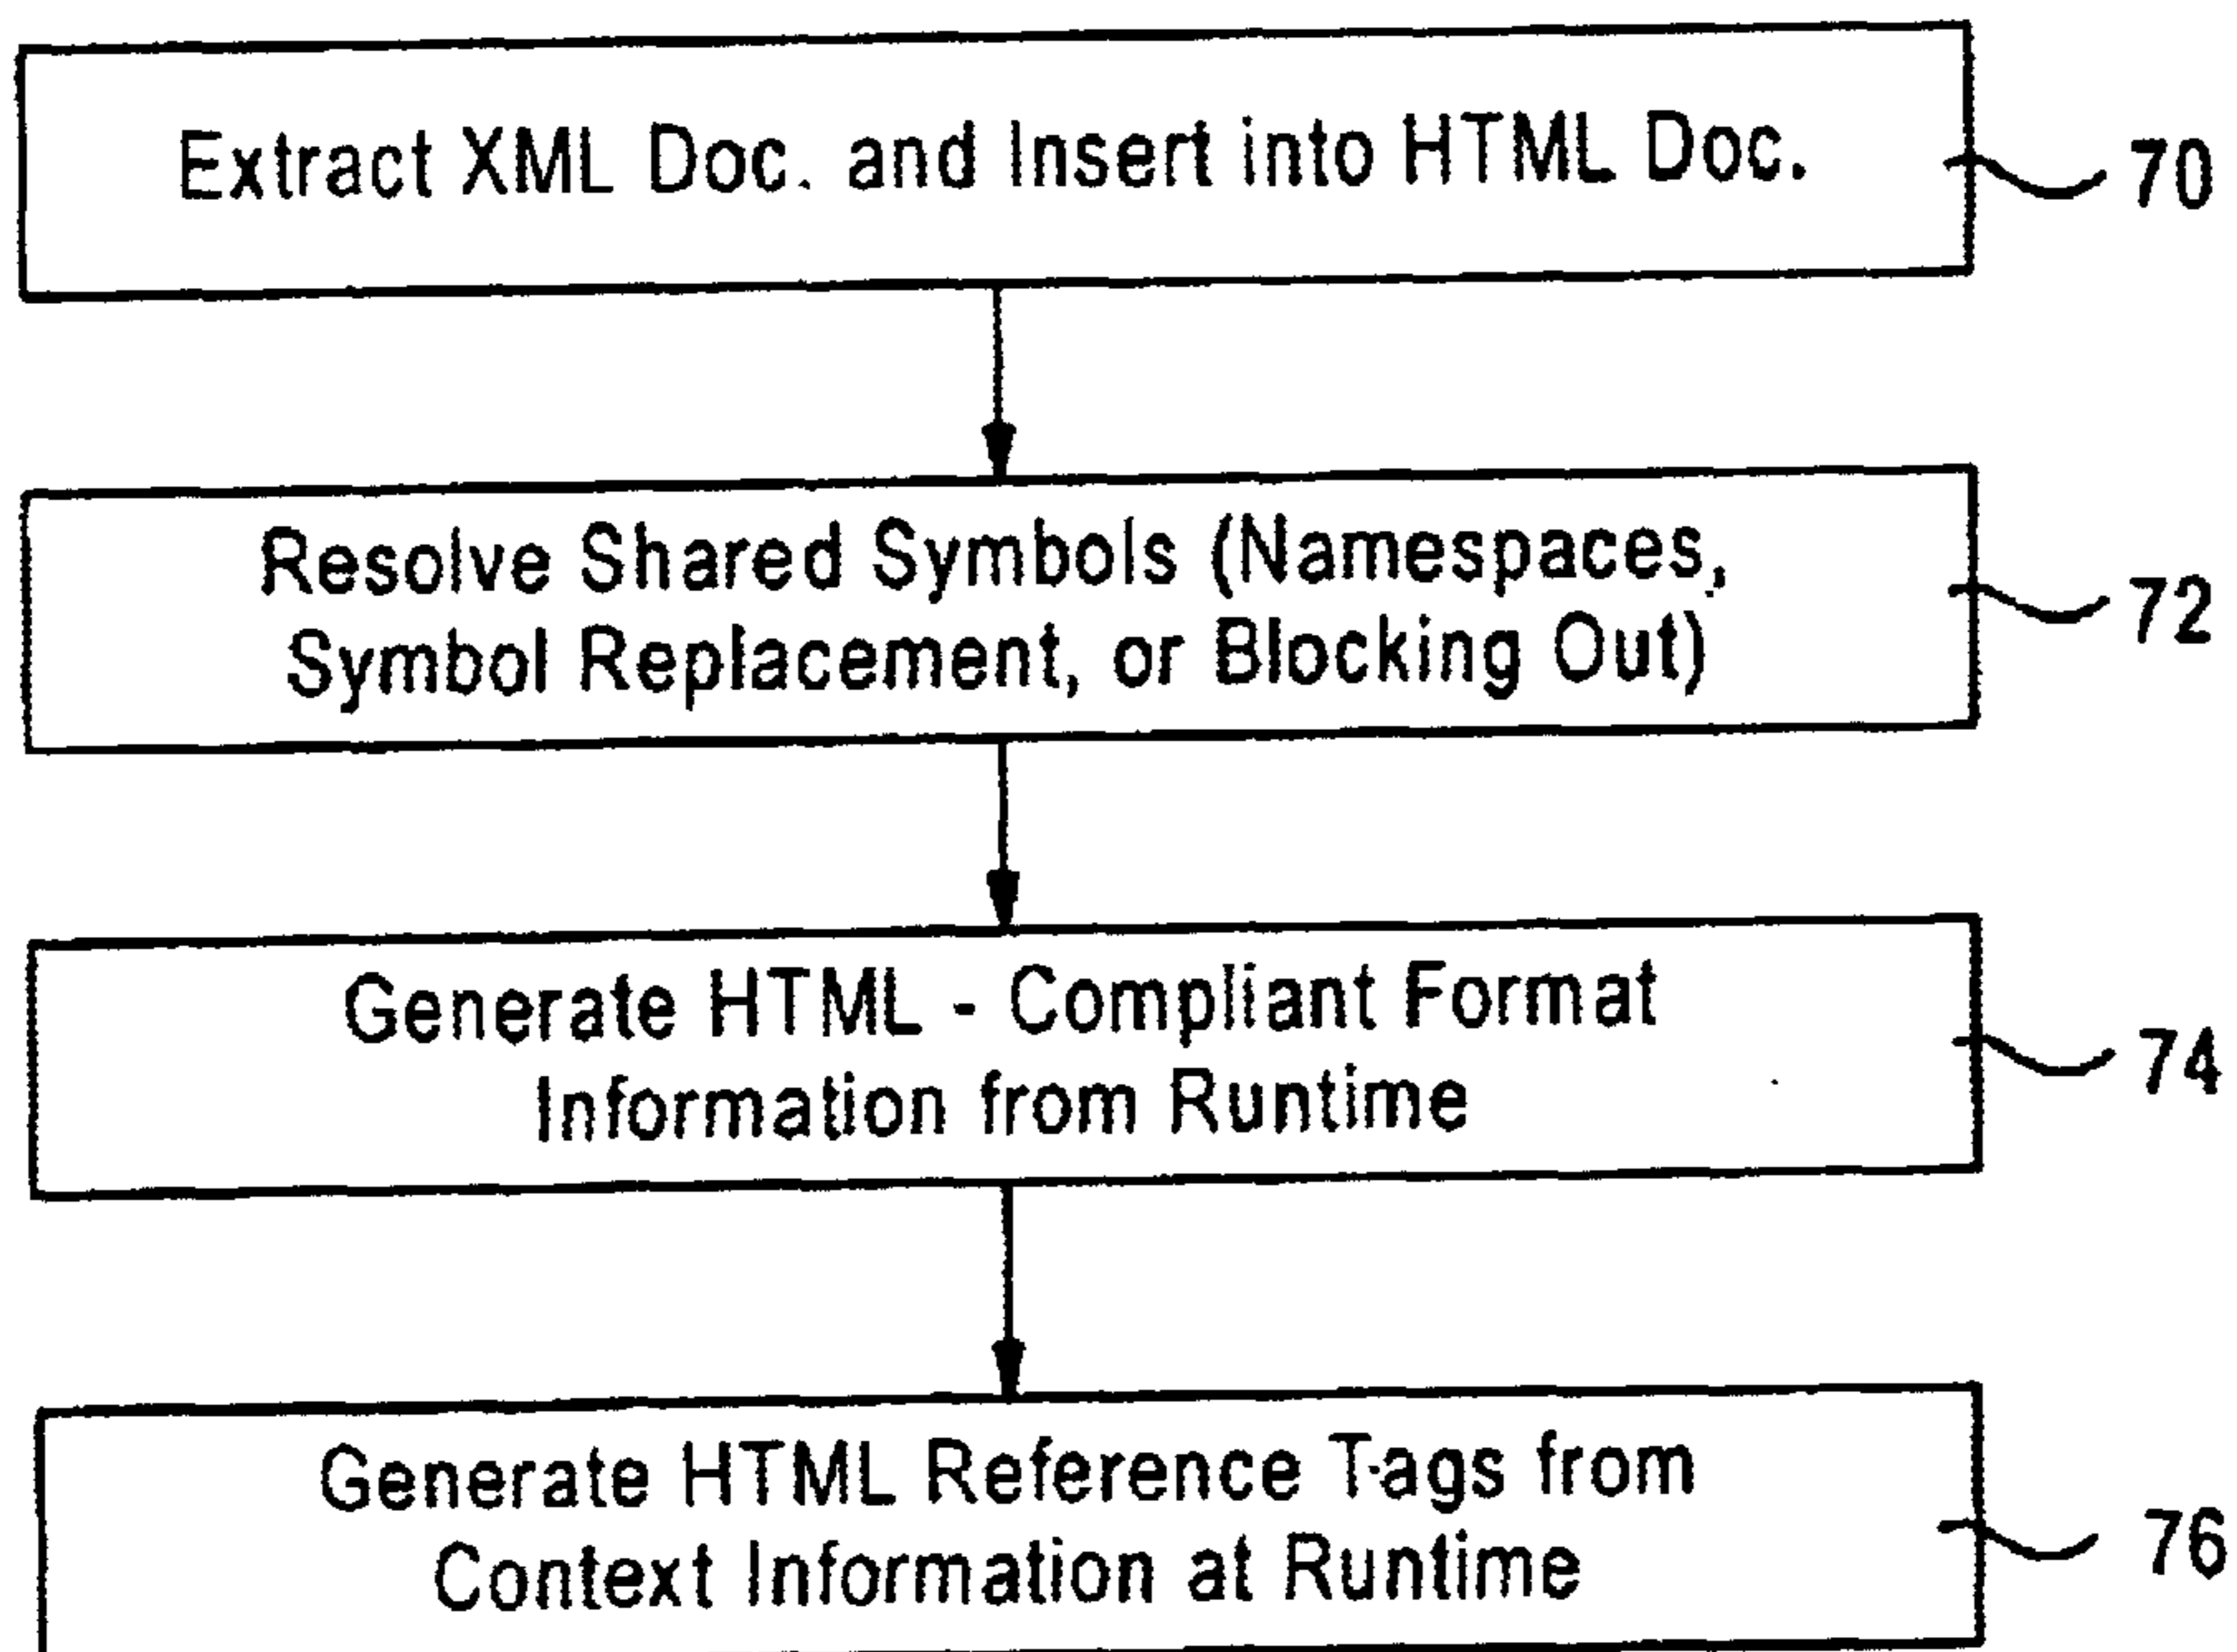 Extract XML Doc. and Insert into HTML Doc.
70
Resolve Shared Symbols (Namespaces,
Symbol Replacement, or Blocking Out)
72
Generate HTML - Compliant Format
Information from Runtime
74
Generate HTML Reference Tags from
Context Information at Runtime
76